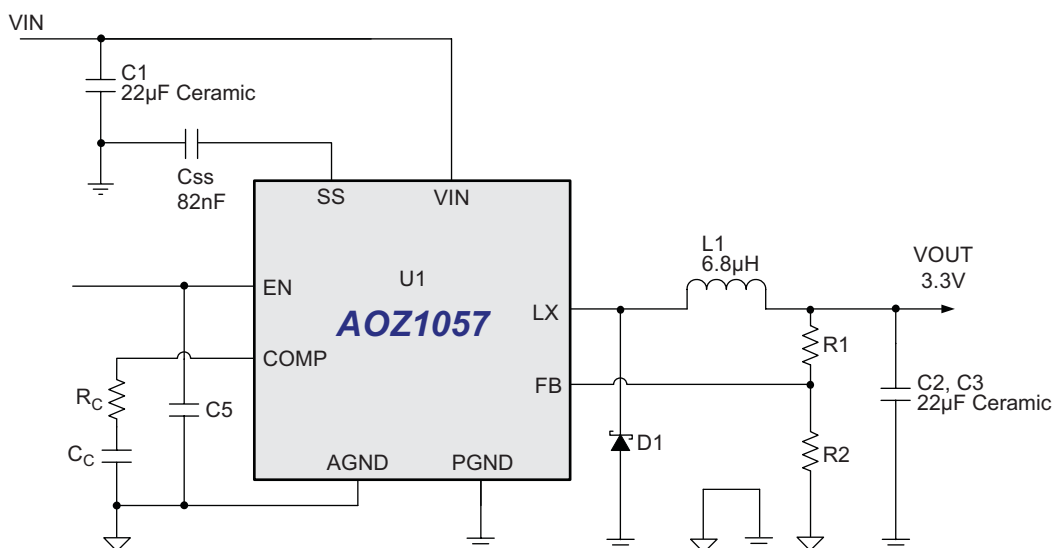 VIN
C1
22µF Ceramic
Css
82nF
SS
VIN
L1
6.8µH
VOUT
3.3V
U1
EN
AOZ1057
LX
COMP
R1
FB
RC
C5
C2, C3
22µF Ceramic
CC
D1
R2
AGND
PGND